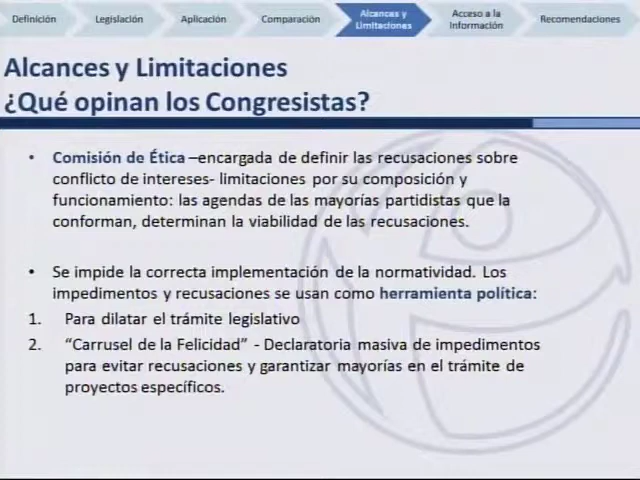 Definición
Legislación
Aplicación
Comparación
Alcances y
Limitaciones
Acceso a la
Información
Recomendaciones
Alcances y Limitaciones
¿Qué opinan los Congresistas?
• Comisión de Ética –encargada de definir las recusaciones sobre
conflicto de intereses- limitaciones por su composición y
funcionamiento: las agendas de las mayorías partidistas que la
conforman, determinan la viabilidad de las recusaciones.
• Se impide la correcta implementación de la normatividad. Los
impedimentos y recusaciones se usan como herramienta política:
1. Para dilatar el trámite legislativo
2. “Carrusel de la Felicidad” - Declaratoria masiva de impedimentos
para evitar recusaciones y garantizar mayorías en el trámite de
proyectos específicos.